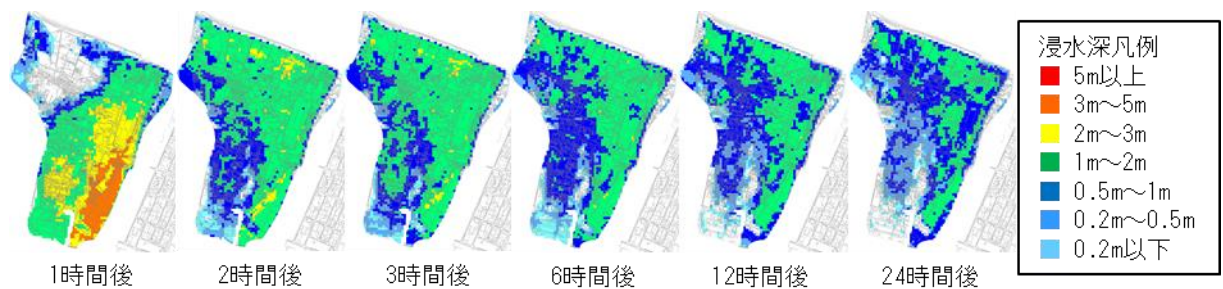 浸水深凡例
5m以上
3m～5m
2m～3m
1m～2m
0.5m～1m
0.2m～0.5m
0.2m以下
1時間後
2時間後
3時間後
6時間後
12時間後
24時間後